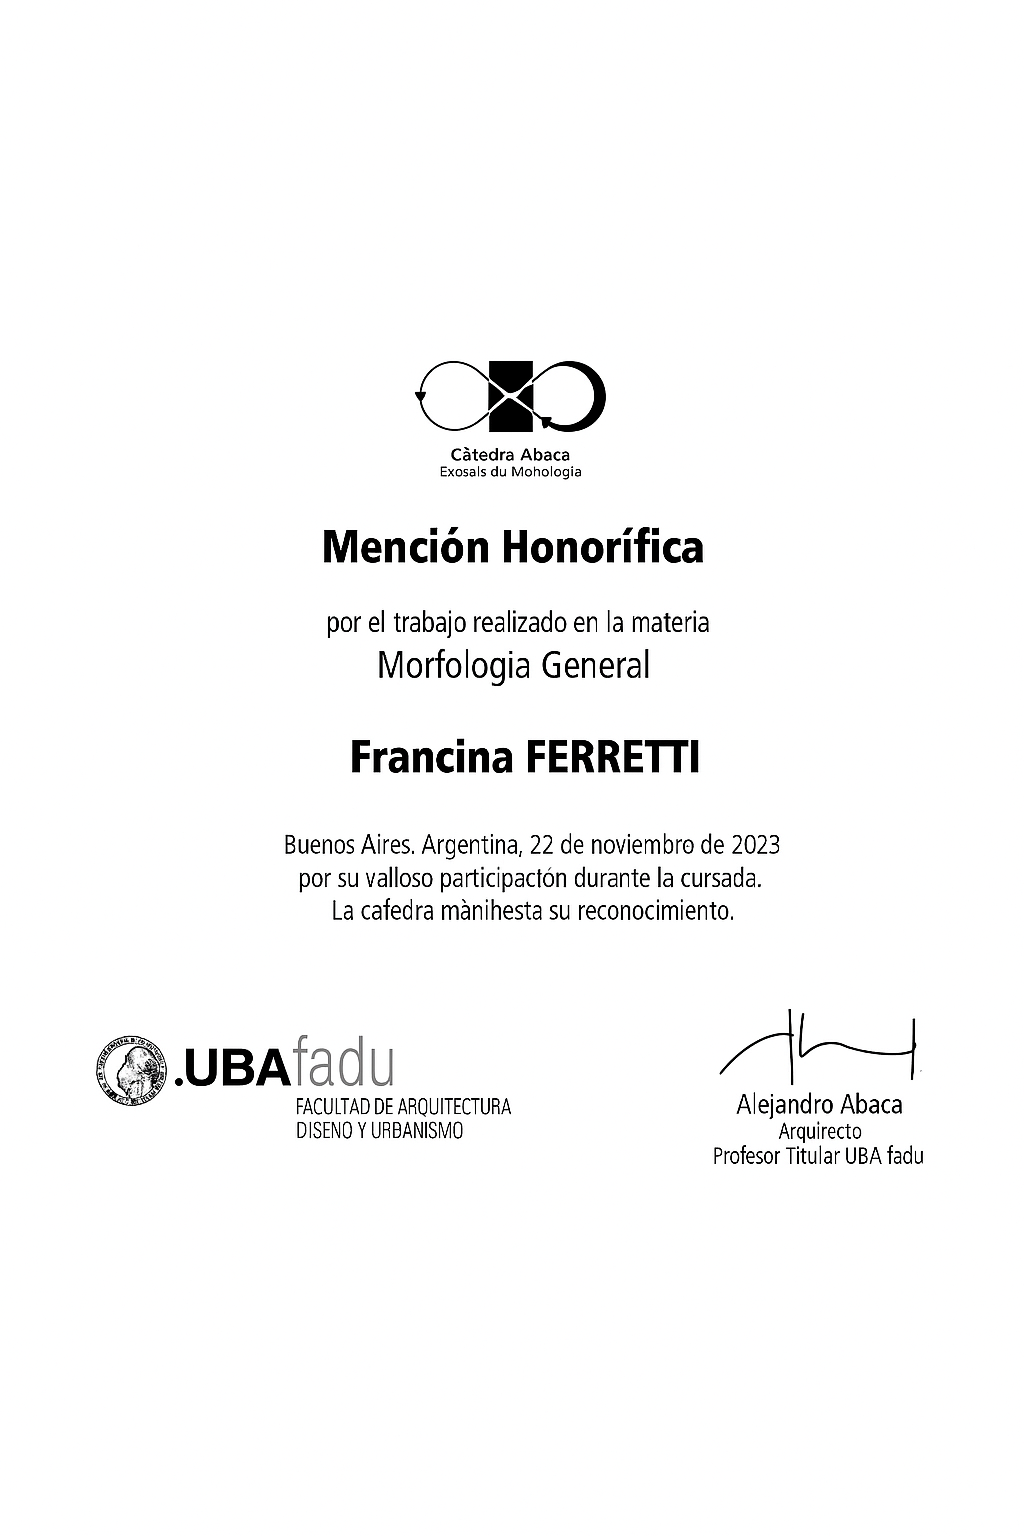 Càtedra Abaca
Exosals du Mohologia
Mención Honorífica
por el trabajo realizado en la materia
Morfologia General
Francina FERRETTI
Buenos Aires. Argentina, 22 de noviembre de 2023
por su valloso participactón durante la cursada.
La cafedra mànihesta su reconocimiento.
.UBAfadu
FACULTAD DE ARQUITECTURA
DISENO Y URBANISMO
Alejandro Abaca
Arquirecto
Profesor Titular UBA fadu